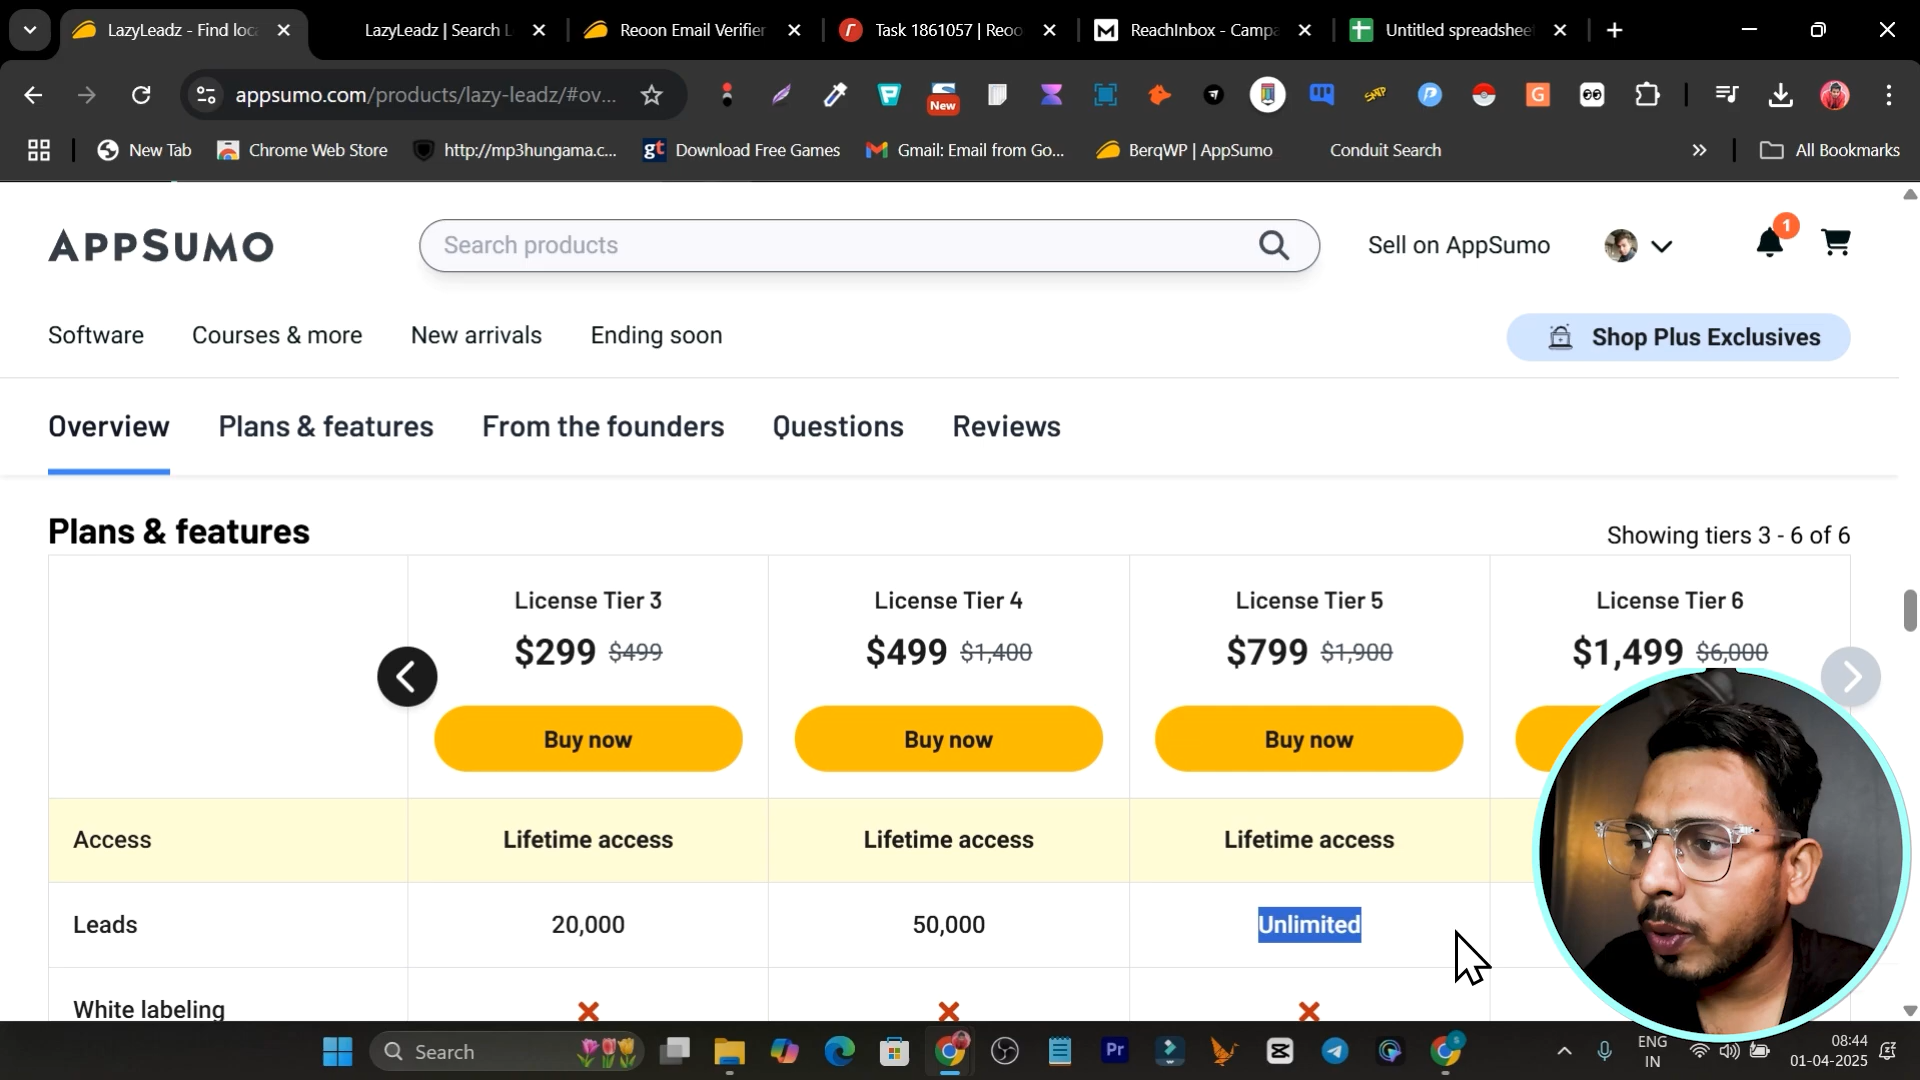 LazyLeadz - Find loc
LazyLeadz | Search L
Reoon Email Verifier
Task 1861057 | Reoo
ReachInbox - Campa
Untitled spreadshee
appsumo.com/products/lazy-leadz/#ov...
New
New Tab
Chrome Web Store
http://mp3hungama.c...
gt Download Free Games
Gmail: Email from Go...
BerqWP | AppSumo
Conduit Search
All Bookmarks
APPSUMO
Search products
Sell on AppSumo
1
Software
Courses & more
New arrivals
Ending soon
Shop Plus Exclusives
Overview
Plans & features
From the founders
Questions
Reviews
Plans & features
Showing tiers 3 - 6 of 6
License Tier 3
License Tier 4
License Tier 5
License Tier 6
$299 $499
$499 $1,400
$799 $1,900
$1,499 $6,000
Buy now
Buy now
Buy now
Access
Lifetime access
Lifetime access
Lifetime access
Leads
20,000
50,000
Unlimited
White labeling
Search
ENG
IN
08:44
01-04-2025